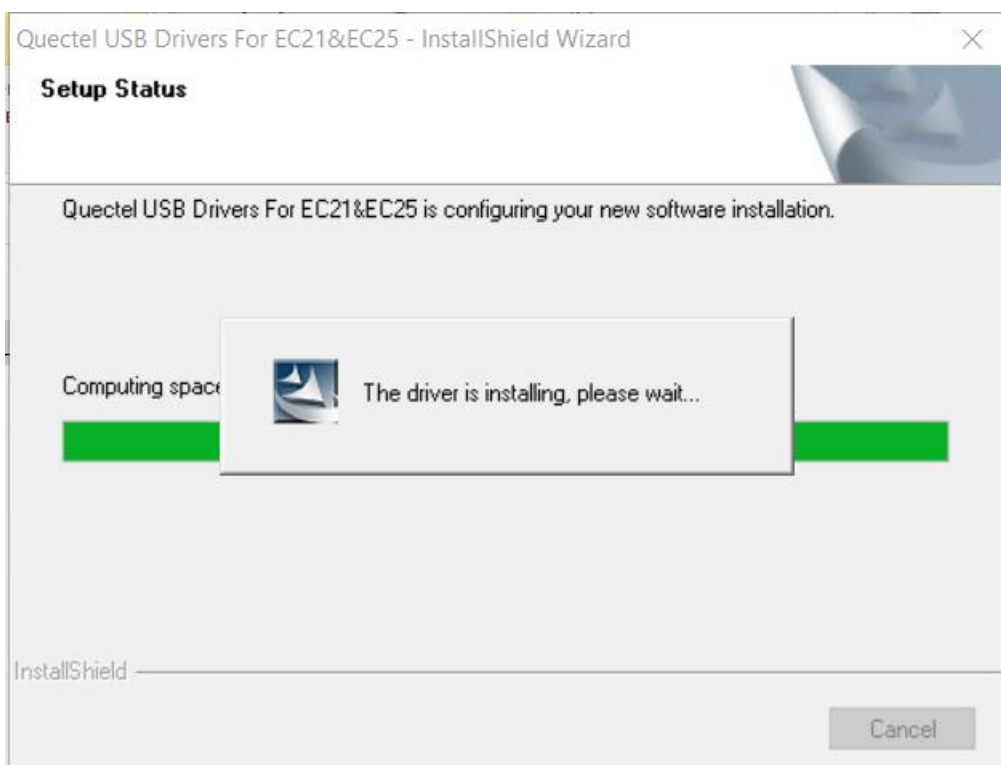 Quectel USB Drivers For EC21&EC25 - InstallShield Wizard
Setup Status
Quectel USB Drivers For EC21&EC25 is configuring your new software installation.
Computing space
The driver is installing, please wait...
InstallShield
Cancel